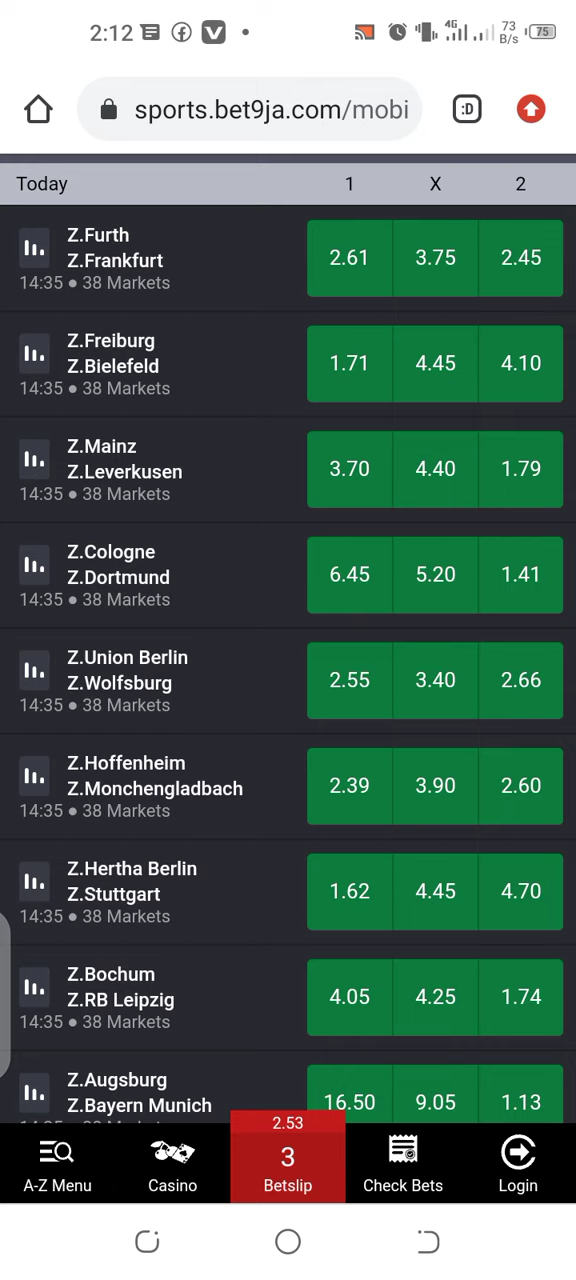 2:12
4G 73 B/s 75
sports.bet9ja.com/mobi :D
Today 1 X 2
Z.Furth
Z.Frankfurt
14:35 ● 38 Markets
2.61 3.75 2.45
Z.Freiburg
Z.Bielefeld
14:35 ● 38 Markets
1.71 4.45 4.10
Z.Mainz
Z.Leverkusen
14:35 ● 38 Markets
3.70 4.40 1.79
Z.Cologne
Z.Dortmund
14:35 ● 38 Markets
6.45 5.20 1.41
Z.Union Berlin
Z.Wolfsburg
14:35 ● 38 Markets
2.55 3.40 2.66
Z.Hoffenheim
Z.Monchengladbach
14:35 ● 38 Markets
2.39 3.90 2.60
Z.Hertha Berlin
Z.Stuttgart
14:35 ● 38 Markets
1.62 4.45 4.70
Z.Bochum
Z.RB Leipzig
14:35 ● 38 Markets
4.05 4.25 1.74
Z.Augsburg
Z.Bayern Munich
16.50 9.05 1.13
2.53
3
A-Z Menu Casino Betslip Check Bets Login